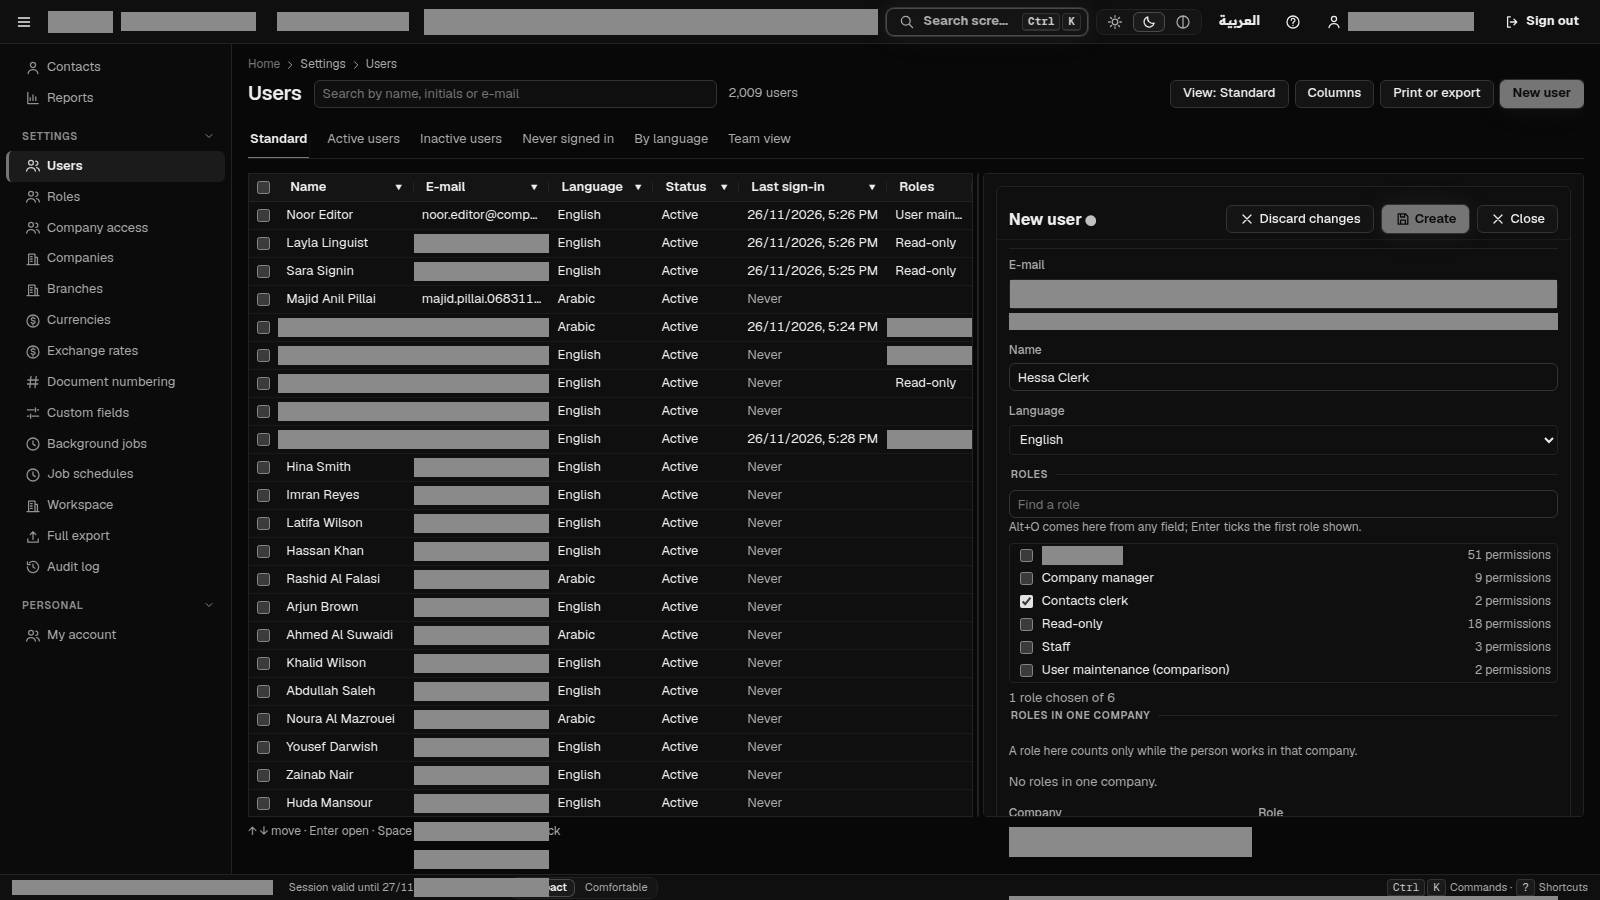 Search scre... Ctrl K العربية Sign out
Contacts
Reports
SETTINGS
Users
Roles
Company access
Companies
Branches
Currencies
Exchange rates
Document numbering
Custom fields
Background jobs
Job schedules
Workspace
Full export
Audit log
PERSONAL
My account
Home > Settings > Users
Users Search by name, initials or e-mail 2,009 users View: Standard Columns Print or export New user
Standard Active users Inactive users Never signed in By language Team view
Name E-mail Language Status Last sign-in Roles
Noor Editor noor.editor@comp... English Active 26/11/2026, 5:26 PM User main...
Layla Linguist English Active 26/11/2026, 5:26 PM Read-only
Sara Signin English Active 26/11/2026, 5:25 PM Read-only
Majid Anil Pillai majid.pillai.068311... Arabic Active Never
Arabic Active 26/11/2026, 5:24 PM
English Active Never
English Active Never Read-only
English Active Never
English Active 26/11/2026, 5:28 PM
Hina Smith English Active Never
Imran Reyes English Active Never
Latifa Wilson English Active Never
Hassan Khan English Active Never
Rashid Al Falasi Arabic Active Never
Arjun Brown English Active Never
Ahmed Al Suwaidi Arabic Active Never
Khalid Wilson English Active Never
Abdullah Saleh English Active Never
Noura Al Mazrouei Arabic Active Never
Yousef Darwish English Active Never
Zainab Nair English Active Never
Huda Mansour English Active Never
↑↓ move · Enter open · Space
New user Discard changes Create Close
E-mail
Name
Hessa Clerk
Language
English
ROLES
Find a role
Alt+O comes here from any field; Enter ticks the first role shown.
51 permissions
Company manager 9 permissions
Contacts clerk 2 permissions
Read-only 18 permissions
Staff 3 permissions
User maintenance (comparison) 2 permissions
1 role chosen of 6
ROLES IN ONE COMPANY
A role here counts only while the person works in that company.
No roles in one company.
Company Role
Session valid until 27/11 Comfortable Ctrl K Commands · ? Shortcuts